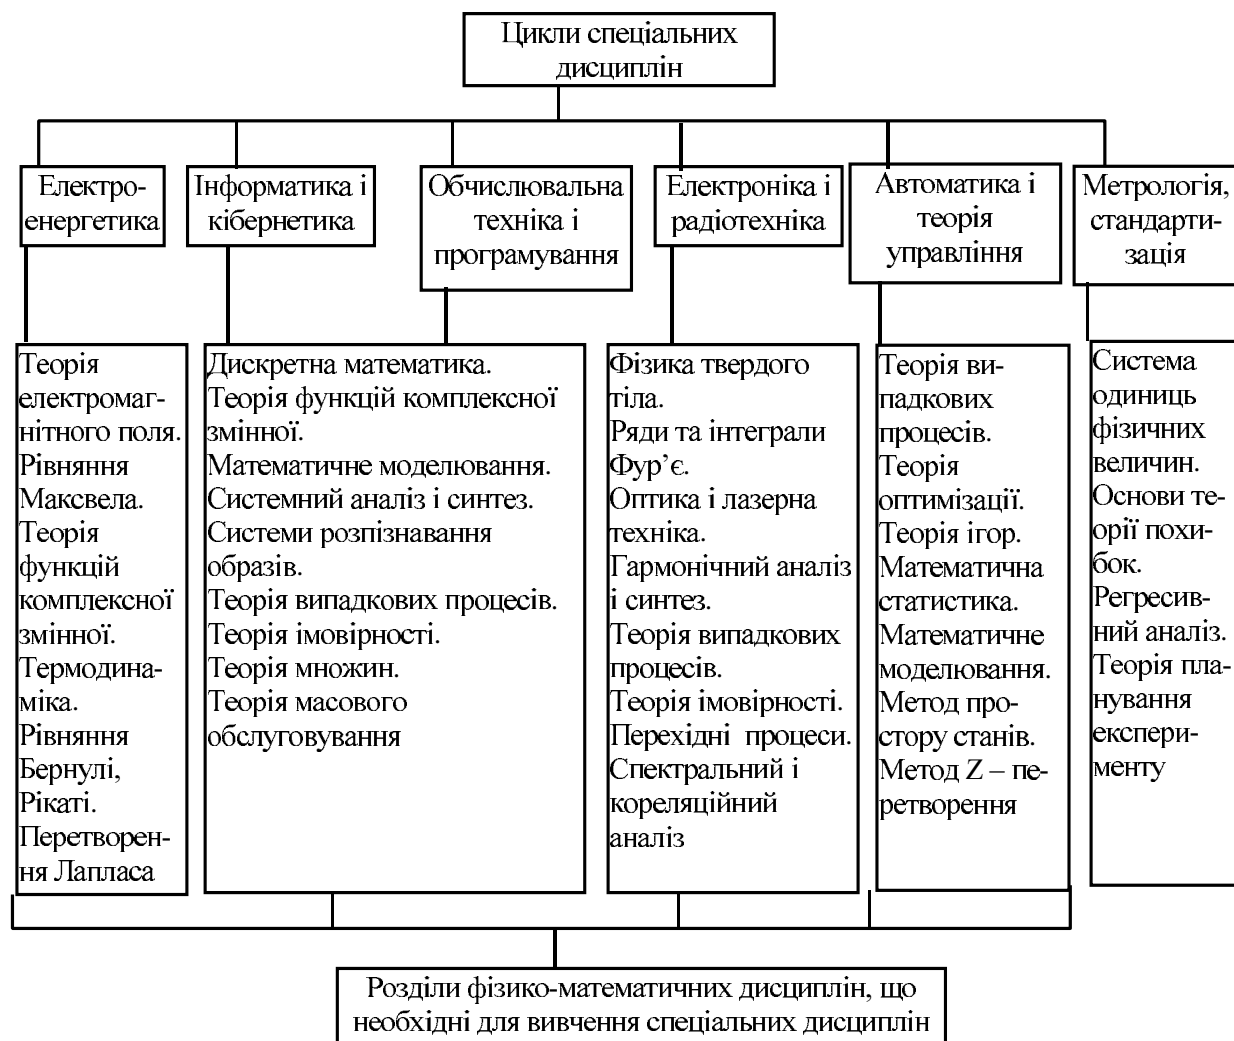 Цикли спеціальних
дисциплін
Електро-
енергетика
Інформатика і
кібернетика
Обчислювальна
техніка і
програмування
Електроніка і
радіотехніка
Автоматика і
теорія
управління
Метрологія,
стандарти-
зація
Теорія
електромаг-
нітного поля.
Рівняння
Максвела.
Теорія
функцій
комплексної
змінної.
Термодина-
міка.
Рівняння
Бернулі,
Рікаті.
Перетворен-
ня Лапласа
Дискретна математика.
Теорія функцій комплексної
змінної.
Математичне моделювання.
Системний аналіз і синтез.
Системи розпізнавання
образів.
Теорія випадкових процесів.
Теорія імовірності.
Теорія множин.
Теорія масового
обслуговування
Фізика твердого
тіла.
Ряди та інтеграли
Фур’є.
Оптика і лазерна
техніка.
Гармонічний аналіз
і синтез.
Теорія випадкових
процесів.
Теорія імовірності.
Перехідні процеси.
Спектральний і
кореляційний
аналіз
Теорія ви-
падкових
процесів.
Теорія
оптимізації.
Теорія ігор.
Математична
статистика.
Математичне
моделювання.
Метод про-
стору станів.
Метод Z – пе-
ретворення
Система
одиниць
фізичних
величин.
Основи те-
орії похи-
бок.
Регресив-
ний аналіз.
Теорія пла-
нування
експери-
менту
Розділи фізико-математичних дисциплін, що
необхідні для вивчення спеціальних дисциплін